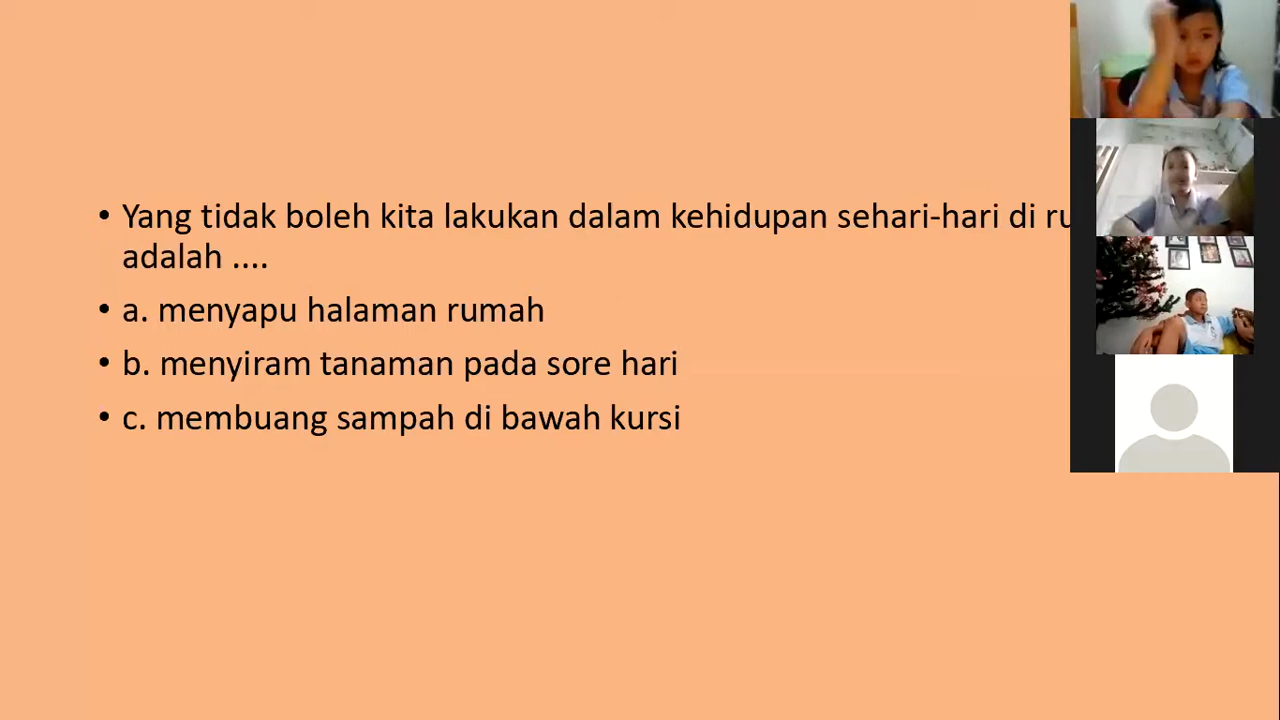 • Yang tidak boleh kita lakukan dalam kehidupan sehari-hari di
adalah ....
• a. menyapu halaman rumah
• b. menyiram tanaman pada sore hari
• c. membuang sampah di bawah kursi